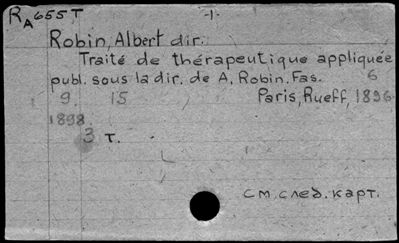 RA655T -1-
Robin, Albert dir.
Traité de thérapeutique appliquée
publ. sous la dir. de A. Robin. Fas. 6
9. 15 Paris, Rueff, 1896
1898.
3 т.
см. след. карт.